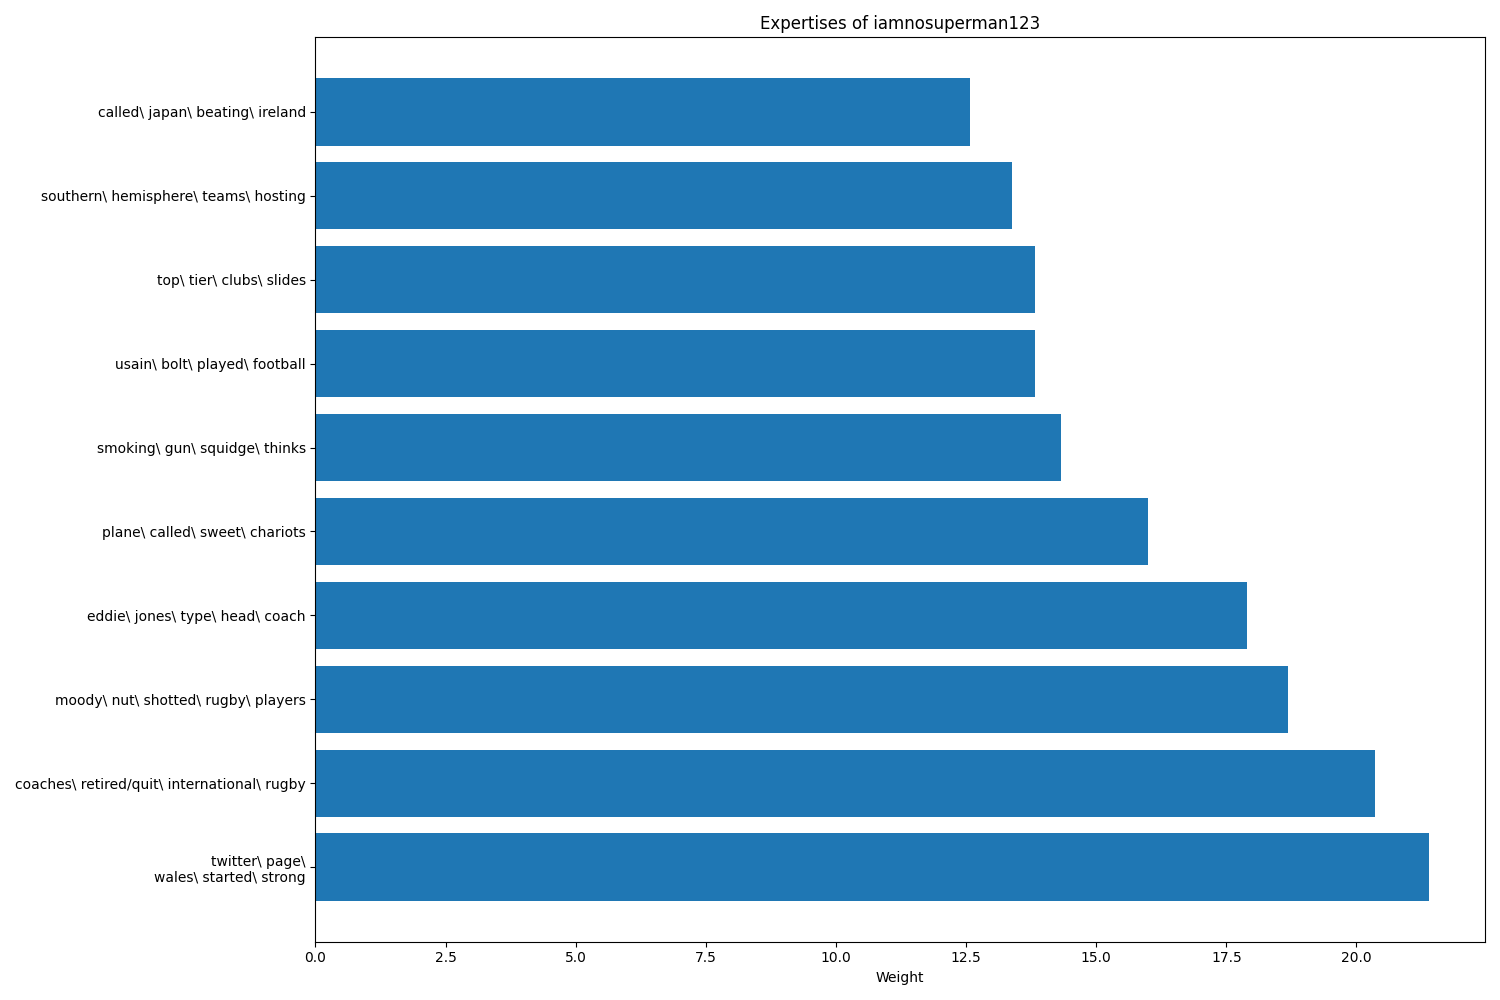 Expertises of iamnosuperman123
called\ japan\ beating\ ireland
southern\ hemisphere\ teams\ hosting
top\ tier\ clubs\ slides
usain\ bolt\ played\ football
smoking\ gun\ squidge\ thinks
plane\ called\ sweet\ chariots
eddie\ jones\ type\ head\ coach
moody\ nut\ shotted\ rugby\ players
coaches\ retired/quit\ international\ rugby
twitter\ page\
wales\ started\ strong
0.0 2.5 5.0 7.5 10.0 12.5 15.0 17.5 20.0
Weight